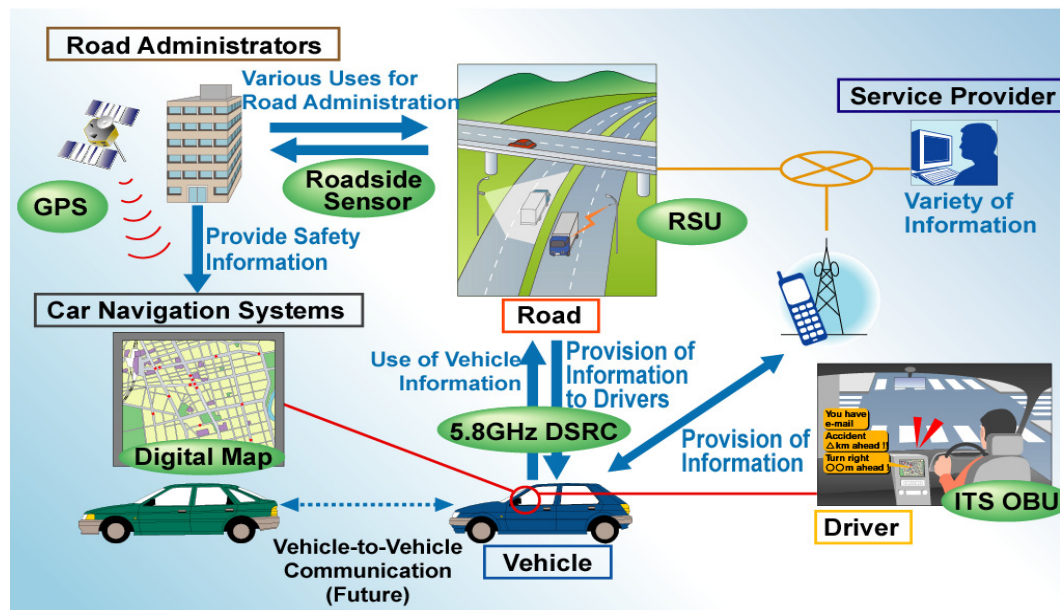 Road Administrators
Various Uses for
Road Administration
Service Provider
GPS
Roadside
Sensor
RSU
Variety of
Information
Provide Safety
Information
Car Navigation Systems
Road
Use of Vehicle
Information
Provision of
Information
to Drivers
5.8GHz DSRC
Provision of
Information
You have
e-mail
Accident
△km ahead !!
Turn right
○○m ahead !
Digital Map
ITS OBU
Driver
Vehicle-to-Vehicle
Communication
(Future)
Vehicle